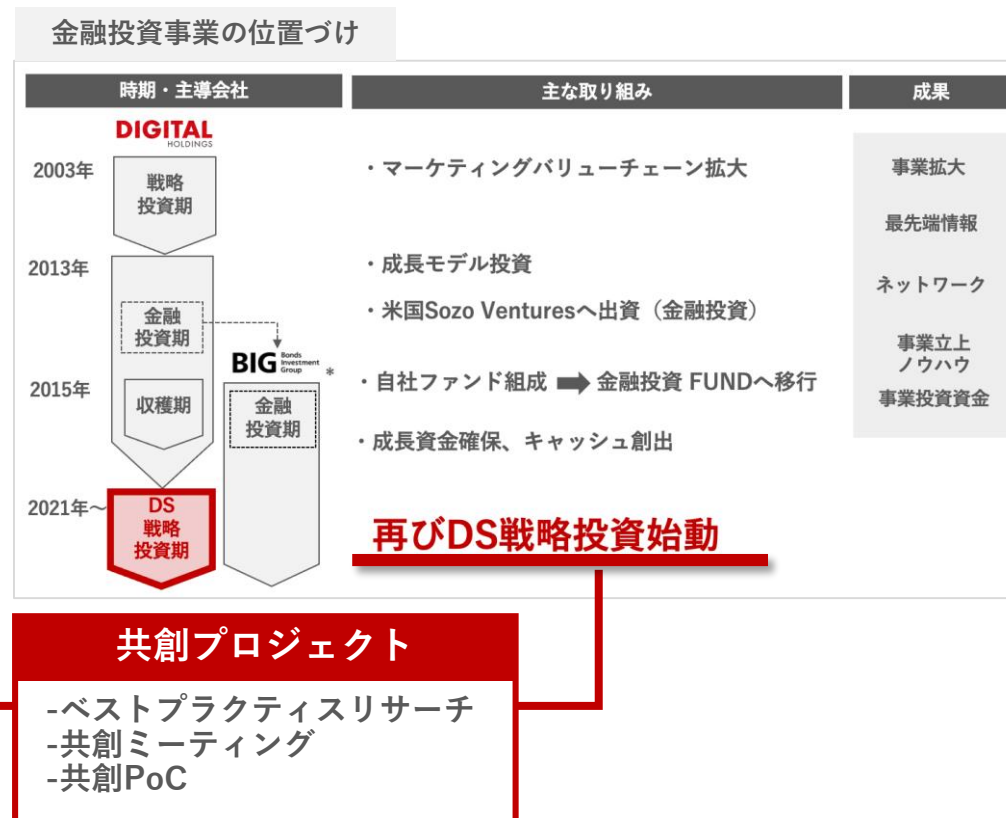 金融投資事業の位置づけ
時期・主導会社
主な取り組み
成果
DIGITAL
HOLDINGS
2003年
戦略
投資期
・マーケティングバリューチェーン拡大
事業拡大
最先端情報
2013年
・成長モデル投資
ネットワーク
金融
投資期
・米国Sozo Venturesへ出資（金融投資）
BIG Bonds
Investment
Group *
事業立上
ノウハウ
2015年
収穫期
金融
投資期
・自社ファンド組成 ➡ 金融投資 FUNDへ移行
事業投資資金
・成長資金確保、キャッシュ創出
2021年～
DS
戦略
投資期
再びDS戦略投資始動
共創プロジェクト
-ベストプラクティスリサーチ
-共創ミーティング
-共創PoC